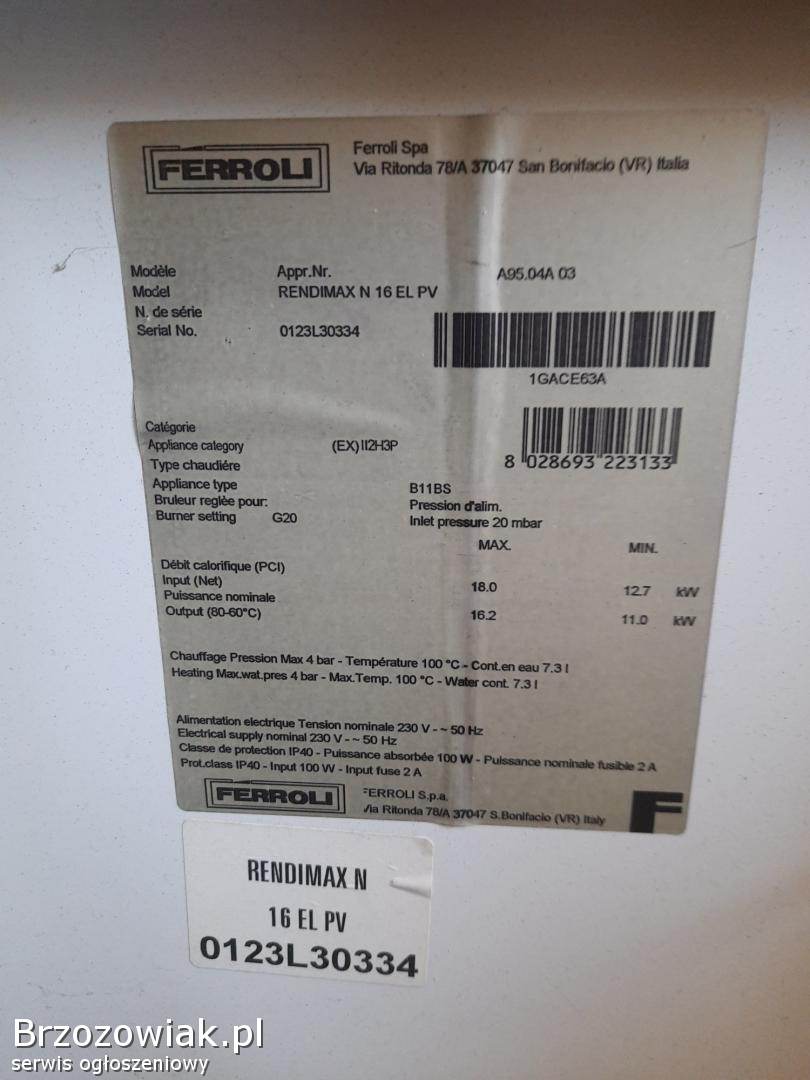 FERROLI
Ferroli Spa
Via Ritonda 78/A 37047 San Bonifacio (VR) Italia
Modèle Appr.Nr. A95.04A 03
Model RENDIMAX N 16 EL PV
N. de série
Serial No. 0123L30334
1GACE63A
Catégorie
Appliance category (EX)II2H3P
8 028693 223133
Type chaudiére
Appliance type B11BS
Bruleur reglèe pour: Pression d'alim.
Burner setting G20 Inlet pressure 20 mbar
MAX. MIN.
Débit calorifique (PCI)
Input (Net) 18.0 12.7 kW
Puissance nominale
Output (80-60°C) 16.2 11.0 kW
Chauffage Pression Max 4 bar - Température 100 °C - Cont.en eau 7.3 l
Heating Max.wat.pres 4 bar - Max.Temp. 100 °C - Water cont. 7.3 l
Alimentation electrique Tension nominale 230 V - ~ 50 Hz
Electrical supply nominal 230 V - ~ 50 Hz
Classe de protection IP40 - Puissance absorbée 100 W - Puissance nominale fusible 2 A
Prot.class IP40 - Input 100 W - Input fuse 2 A
FERROLI
FERROLI S.p.a.
Via Ritonda 78/A 37047 S.Bonifacio (VR) Italy
RENDIMAX N
16 EL PV
0123L30334
Brzozowiak.pl
serwis ogłoszeniowy